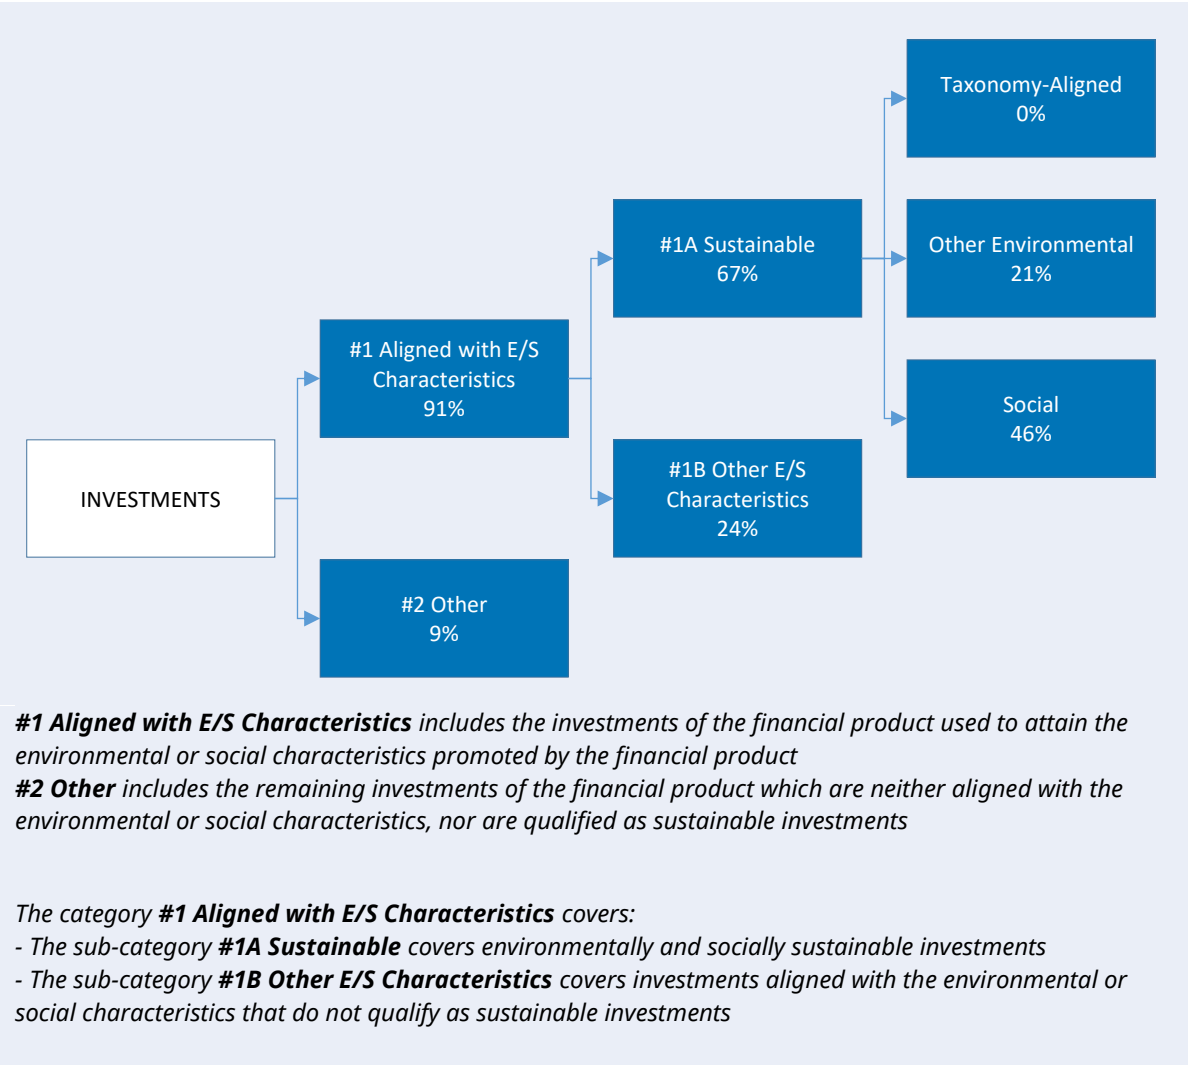 Taxonomy-Aligned
0%
#1A Sustainable
67%
Other Environmental
21%
#1 Aligned with E/S
Characteristics
91%
Social
46%
INVESTMENTS
#1B Other E/S
Characteristics
24%
#2 Other
9%
#1 Aligned with E/S Characteristics includes the investments of the financial product used to attain the
environmental or social characteristics promoted by the financial product
#2 Other includes the remaining investments of the financial product which are neither aligned with the
environmental or social characteristics, nor are qualified as sustainable investments
The category #1 Aligned with E/S Characteristics covers:
- The sub-category #1A Sustainable covers environmentally and socially sustainable investments
- The sub-category #1B Other E/S Characteristics covers investments aligned with the environmental or
social characteristics that do not qualify as sustainable investments